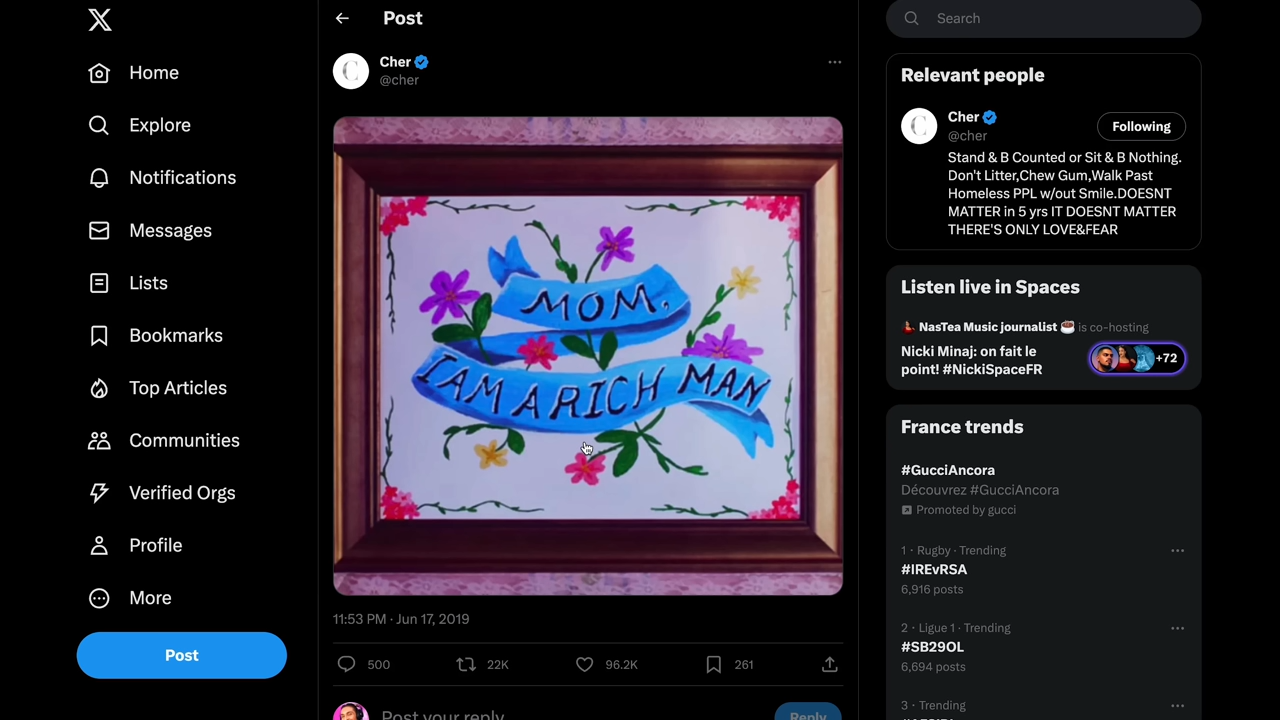 Home
Explore
Notifications
Messages
Lists
Bookmarks
Top Articles
Communities
Verified Orgs
Profile
More
Post
Post
Cher
@cher
MOM,
I AM A RICH MAN
11:53 PM · Jun 17, 2019
500 22K 96.2K 261
Post your reply
Reply
Search
Relevant people
Cher
@cher
Following
Stand & B Counted or Sit & B Nothing.
Don't Litter,Chew Gum,Walk Past
Homeless PPL w/out Smile.DOESNT
MATTER in 5 yrs IT DOESNT MATTER
THERE'S ONLY LOVE&FEAR
Listen live in Spaces
NasTea Music journalist ☕ is co-hosting
Nicki Minaj: on fait le
point! #NickiSpaceFR
+72
France trends
#GucciAncora
Découvrez #GucciAncora
Promoted by gucci
1 · Rugby · Trending
#IREvRSA
6,916 posts
2 · Ligue 1 · Trending
#SB29OL
6,694 posts
3 · Trending